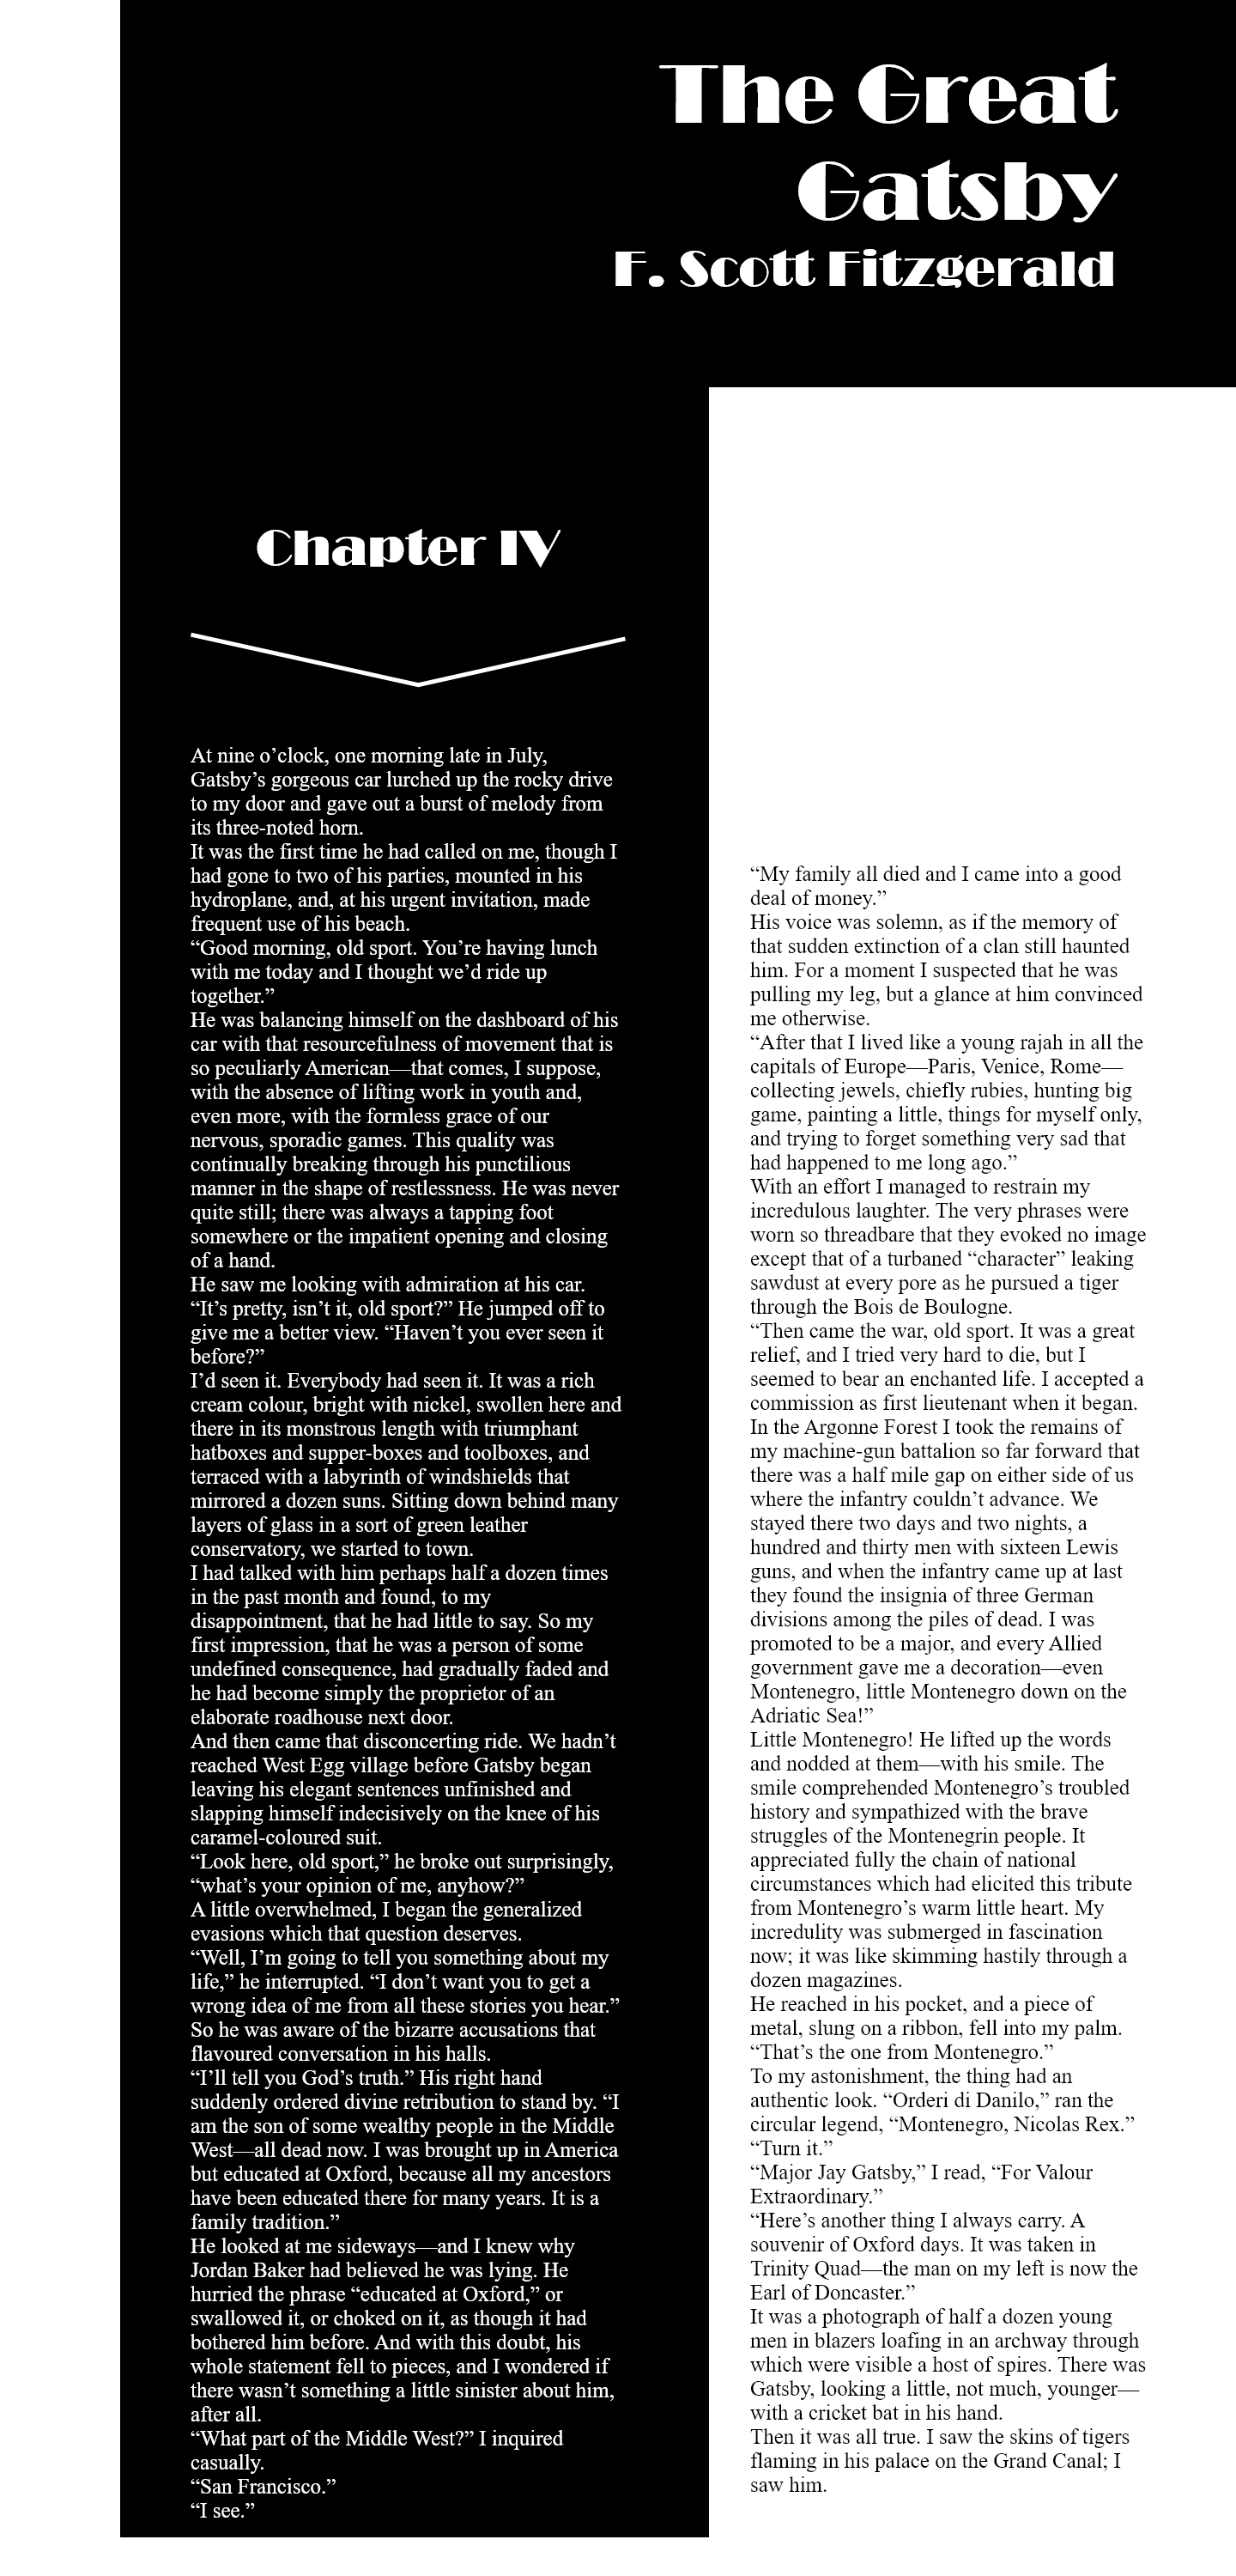 The Great
Gatsby
F. Scott Fitzgerald
Chapter IV
At nine o’clock, one morning late in July,
Gatsby’s gorgeous car lurched up the rocky drive
to my door and gave out a burst of melody from
its three-noted horn.
It was the first time he had called on me, though I
had gone to two of his parties, mounted in his
hydroplane, and, at his urgent invitation, made
frequent use of his beach.
“Good morning, old sport. You’re having lunch
with me today and I thought we’d ride up
together.”
He was balancing himself on the dashboard of his
car with that resourcefulness of movement that is
so peculiarly American—that comes, I suppose,
with the absence of lifting work in youth and,
even more, with the formless grace of our
nervous, sporadic games. This quality was
continually breaking through his punctilious
manner in the shape of restlessness. He was never
quite still; there was always a tapping foot
somewhere or the impatient opening and closing
of a hand.
He saw me looking with admiration at his car.
“It’s pretty, isn’t it, old sport?” He jumped off to
give me a better view. “Haven’t you ever seen it
before?”
I’d seen it. Everybody had seen it. It was a rich
cream colour, bright with nickel, swollen here and
there in its monstrous length with triumphant
hatboxes and supper-boxes and toolboxes, and
terraced with a labyrinth of windshields that
mirrored a dozen suns. Sitting down behind many
layers of glass in a sort of green leather
conservatory, we started to town.
I had talked with him perhaps half a dozen times
in the past month and found, to my
disappointment, that he had little to say. So my
first impression, that he was a person of some
undefined consequence, had gradually faded and
he had become simply the proprietor of an
elaborate roadhouse next door.
And then came that disconcerting ride. We hadn’t
reached West Egg village before Gatsby began
leaving his elegant sentences unfinished and
slapping himself indecisively on the knee of his
caramel-coloured suit.
“Look here, old sport,” he broke out surprisingly,
“what’s your opinion of me, anyhow?”
A little overwhelmed, I began the generalized
evasions which that question deserves.
“Well, I’m going to tell you something about my
life,” he interrupted. “I don’t want you to get a
wrong idea of me from all these stories you hear.”
So he was aware of the bizarre accusations that
flavoured conversation in his halls.
“I’ll tell you God’s truth.” His right hand
suddenly ordered divine retribution to stand by. “I
am the son of some wealthy people in the Middle
West—all dead now. I was brought up in America
but educated at Oxford, because all my ancestors
have been educated there for many years. It is a
family tradition.”
He looked at me sideways—and I knew why
Jordan Baker had believed he was lying. He
hurried the phrase “educated at Oxford,” or
swallowed it, or choked on it, as though it had
bothered him before. And with this doubt, his
whole statement fell to pieces, and I wondered if
there wasn’t something a little sinister about him,
after all.
“What part of the Middle West?” I inquired
casually.
“San Francisco.”
“I see.”
“My family all died and I came into a good
deal of money.”
His voice was solemn, as if the memory of
that sudden extinction of a clan still haunted
him. For a moment I suspected that he was
pulling my leg, but a glance at him convinced
me otherwise.
“After that I lived like a young rajah in all the
capitals of Europe—Paris, Venice, Rome—
collecting jewels, chiefly rubies, hunting big
game, painting a little, things for myself only,
and trying to forget something very sad that
had happened to me long ago.”
With an effort I managed to restrain my
incredulous laughter. The very phrases were
worn so threadbare that they evoked no image
except that of a turbaned “character” leaking
sawdust at every pore as he pursued a tiger
through the Bois de Boulogne.
“Then came the war, old sport. It was a great
relief, and I tried very hard to die, but I
seemed to bear an enchanted life. I accepted a
commission as first lieutenant when it began.
In the Argonne Forest I took the remains of
my machine-gun battalion so far forward that
there was a half mile gap on either side of us
where the infantry couldn’t advance. We
stayed there two days and two nights, a
hundred and thirty men with sixteen Lewis
guns, and when the infantry came up at last
they found the insignia of three German
divisions among the piles of dead. I was
promoted to be a major, and every Allied
government gave me a decoration—even
Montenegro, little Montenegro down on the
Adriatic Sea!”
Little Montenegro! He lifted up the words
and nodded at them—with his smile. The
smile comprehended Montenegro’s troubled
history and sympathized with the brave
struggles of the Montenegrin people. It
appreciated fully the chain of national
circumstances which had elicited this tribute
from Montenegro’s warm little heart. My
incredulity was submerged in fascination
now; it was like skimming hastily through a
dozen magazines.
He reached in his pocket, and a piece of
metal, slung on a ribbon, fell into my palm.
“That’s the one from Montenegro.”
To my astonishment, the thing had an
authentic look. “Orderi di Danilo,” ran the
circular legend, “Montenegro, Nicolas Rex.”
“Turn it.”
“Major Jay Gatsby,” I read, “For Valour
Extraordinary.”
“Here’s another thing I always carry. A
souvenir of Oxford days. It was taken in
Trinity Quad—the man on my left is now the
Earl of Doncaster.”
It was a photograph of half a dozen young
men in blazers loafing in an archway through
which were visible a host of spires. There was
Gatsby, looking a little, not much, younger—
with a cricket bat in his hand.
Then it was all true. I saw the skins of tigers
flaming in his palace on the Grand Canal; I
saw him.